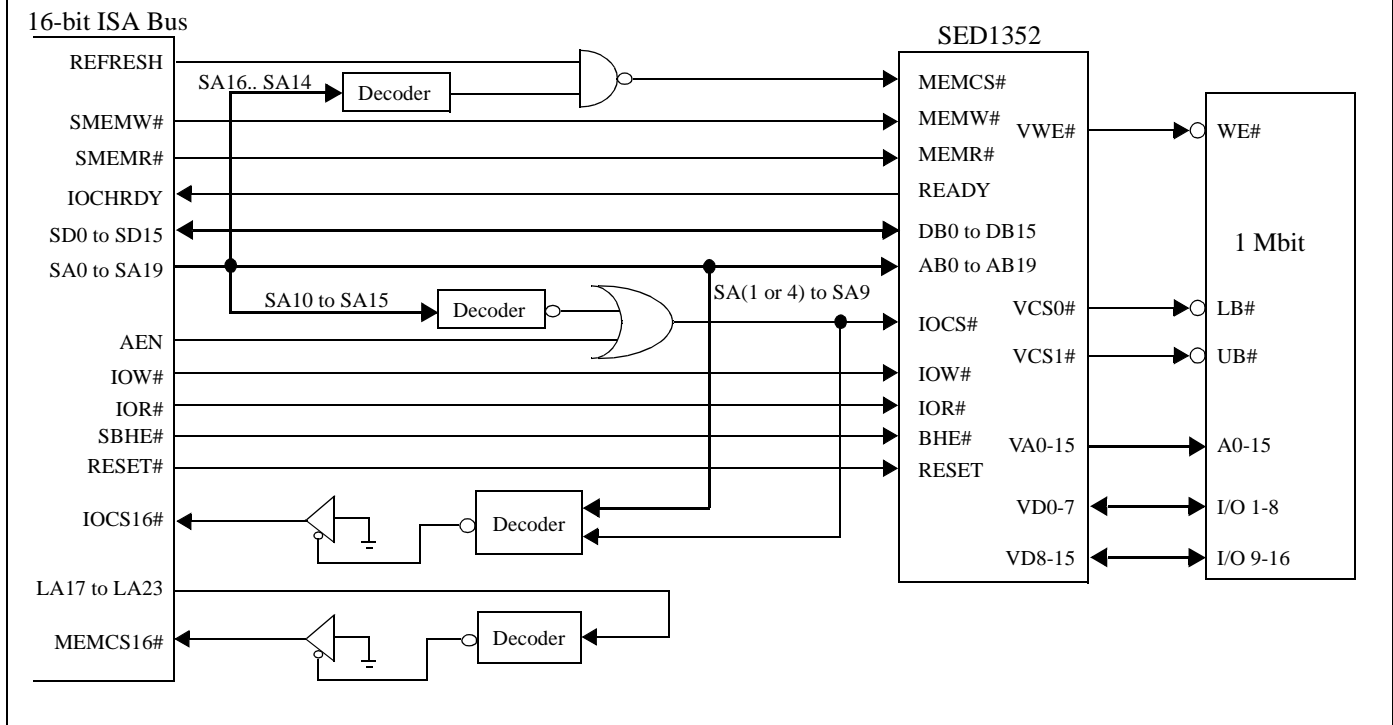 16-bit ISA Bus
SED1352
REFRESH
SA16.. SA14
Decoder
MEMCS#
SMEMW#
MEMW#
VWE#
WE#
SMEMR#
MEMR#
IOCHRDY
READY
SD0 to SD15
DB0 to DB15
1 Mbit
SA0 to SA19
AB0 to AB19
SA10 to SA15
Decoder
SA(1 or 4) to SA9
VCS0#
LB#
IOCS#
AEN
VCS1#
UB#
IOW#
IOW#
IOR#
IOR#
SBHE#
BHE#
VA0-15
A0-15
RESET#
RESET
IOCS16#
Decoder
VD0-7
I/O 1-8
VD8-15
I/O 9-16
LA17 to LA23
MEMCS16#
Decoder